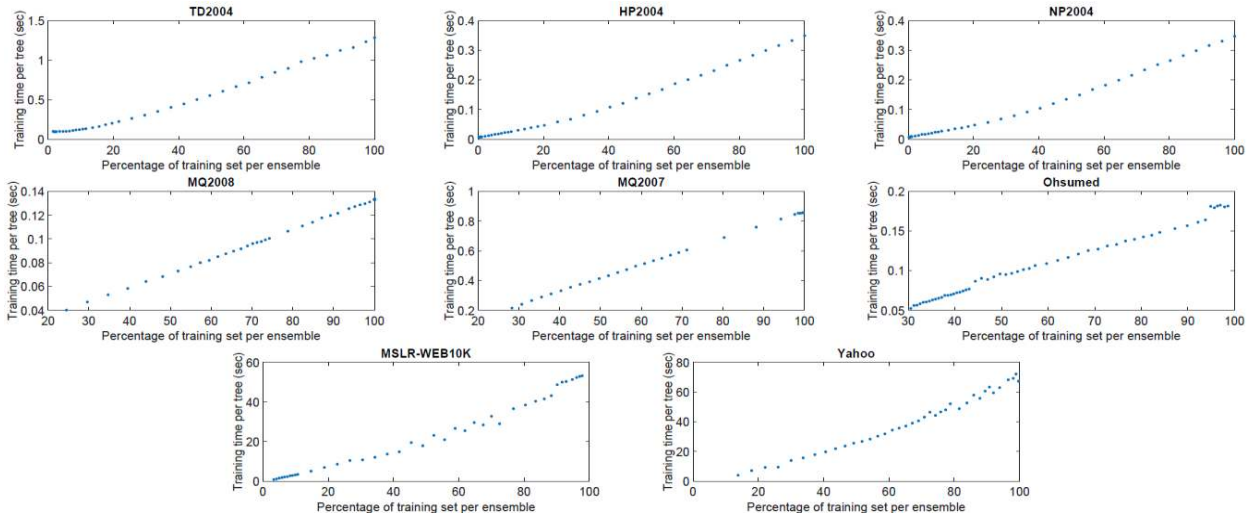 TD2004
Training time per tree (sec)
1.5
1
0.5
0
0 20 40 60 80 100
Percentage of training set per ensemble
HP2004
Training time per tree (sec)
0.4
0.3
0.2
0.1
0
0 20 40 60 80 100
Percentage of training set per ensemble
NP2004
Training time per tree (sec)
0.4
0.3
0.2
0.1
0
0 20 40 60 80 100
Percentage of training set per ensemble
MQ2008
Training time per tree (sec)
0.14
0.12
0.1
0.08
0.06
0.04
20 30 40 50 60 70 80 90 100
Percentage of training set per ensemble
MQ2007
Training time per tree (sec)
1
0.8
0.6
0.4
0.2
20 30 40 50 60 70 80 90 100
Percentage of training set per ensemble
Ohsumed
Training time per tree (sec)
0.2
0.15
0.1
0.05
30 40 50 60 70 80 90 100
Percentage of training set per ensemble
MSLR-WEB10K
Training time per tree (sec)
60
40
20
0
0 20 40 60 80 100
Percentage of training set per ensemble
Yahoo
Training time per tree (sec)
80
60
40
20
0
0 20 40 60 80 100
Percentage of training set per ensemble